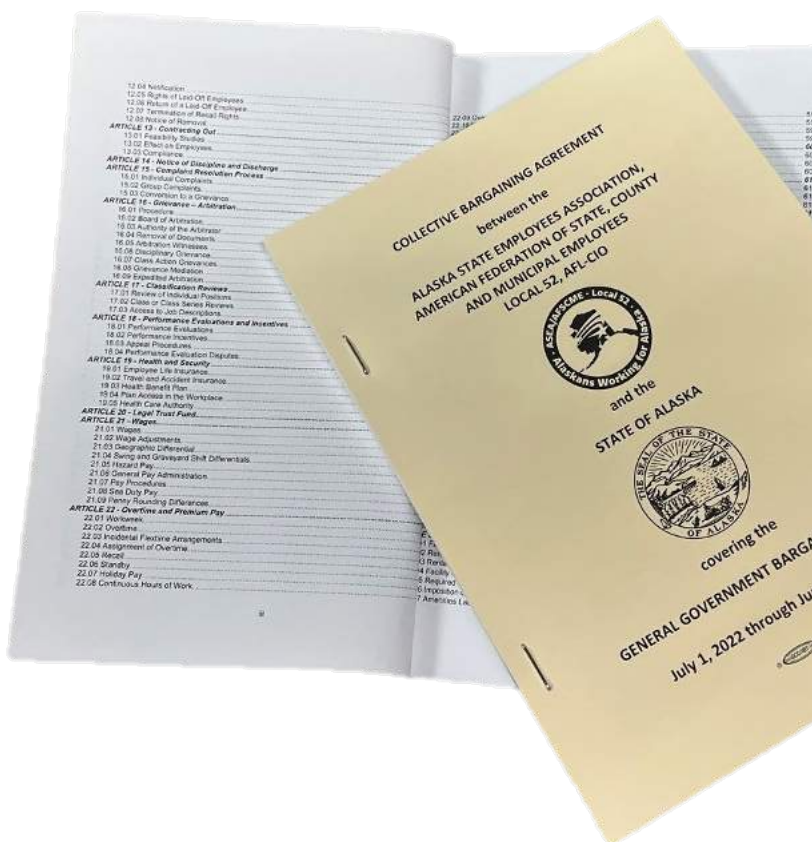 12.04 Notification
12.05 Rights of Laid-Off Employees
12.06 Return of a Laid-Off Employee
12.07 Termination of Recall Rights
12.08 Notice of Removal
ARTICLE 13 - Contracting Out
13.01 Feasibility Studies
13.02 Effect on Employees
13.03 Compliance
ARTICLE 14 - Notice of Discipline and Discharge
ARTICLE 15 - Complaint Resolution Process
15.01 Individual Complaints
15.02 Group Complaints
15.03 Conversion to a Grievance
ARTICLE 16 - Grievance – Arbitration
16.01 Procedure
16.02 Board of Arbitration
16.03 Authority of the Arbitrator
16.04 Removal of Documents
16.05 Arbitration Witnesses
16.06 Disciplinary Grievance
16.07 Class Action Grievances
16.08 Grievance Mediation
16.09 Expedited Arbitration
ARTICLE 17 - Classification Reviews
17.01 Review of Individual Positions
17.02 Class or Class Series Reviews
17.03 Access to Job Descriptions
ARTICLE 18 - Performance Evaluations and Incentives
18.01 Performance Evaluations
18.02 Performance Incentives
18.03 Appeal Procedures
18.04 Performance Evaluation Disputes
ARTICLE 19 - Health and Security
19.01 Employee Life Insurance
19.02 Travel and Accident Insurance
19.03 Health Benefit Plan
19.04 Plan Access in the Workplace
19.05 Health Care Authority
ARTICLE 20 - Legal Trust Fund
ARTICLE 21 - Wages
21.01 Wages
21.02 Wage Adjustments
21.03 Geographic Differential
21.04 Swing and Graveyard Shift Differentials
21.05 Hazard Pay
21.06 General Pay Administration
21.07 Pay Procedures
21.08 Sea Duty Pay
21.09 Penny Rounding Differences
ARTICLE 22 - Overtime and Premium Pay
22.01 Workweek
22.02 Overtime
22.03 Incidental Flextime Arrangements
22.04 Assignment of Overtime
22.05 Recall
22.06 Standby
22.07 Holiday Pay
22.08 Continuous Hours of Work
iii
COLLECTIVE BARGAINING AGREEMENT
between the
ALASKA STATE EMPLOYEES ASSOCIATION,
AMERICAN FEDERATION OF STATE, COUNTY
AND MUNICIPAL EMPLOYEES
LOCAL 52, AFL-CIO
ASEA/AFSCME - Local 52
Alaskans Working for Alaska
and the
STATE OF ALASKA
THE SEAL OF THE STATE
OF ALASKA
covering the
GENERAL GOVERNMENT
July 1, 2022 through